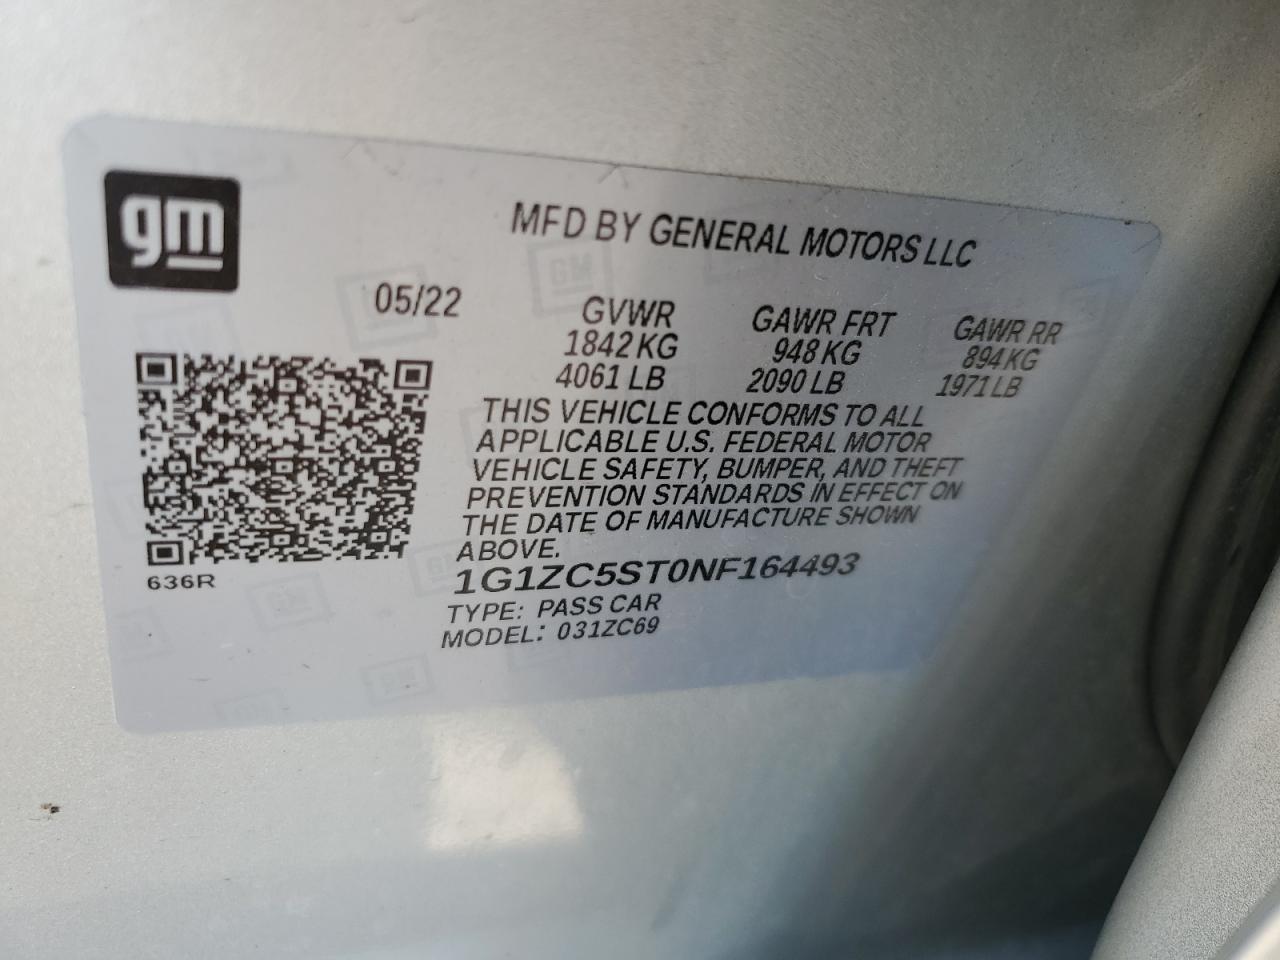 gm
MFD BY GENERAL MOTORS LLC
05/22
GVWR GAWR FRT GAWR RR
1842 KG 948 KG 894 KG
4061 LB 2090 LB 1971 LB
THIS VEHICLE CONFORMS TO ALL
APPLICABLE U.S. FEDERAL MOTOR
VEHICLE SAFETY, BUMPER, AND THEFT
PREVENTION STANDARDS IN EFFECT ON
THE DATE OF MANUFACTURE SHOWN
ABOVE.
1G1ZC5ST0NF164493
636R
TYPE: PASS CAR
MODEL: 031ZC69